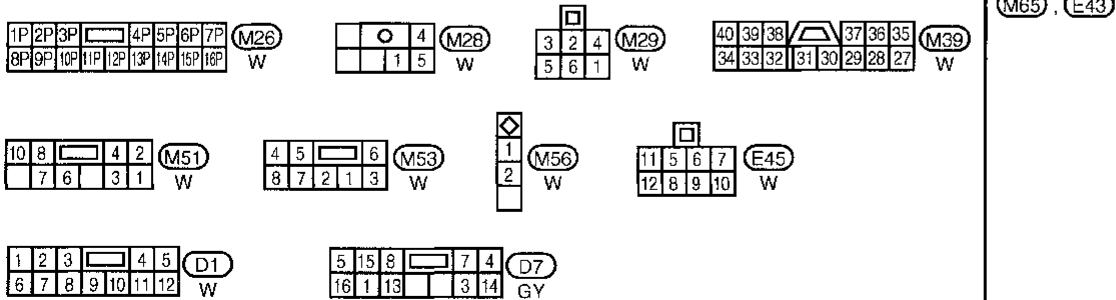 (M65) , (E43)
1P 2P 3P 4P 5P 6P 7P (M26)
8P 9P 10P 11P 12P 13P 14P 15P 16P W
4 (M28)
1 5 W
3 2 4 (M29)
5 6 1 W
40 39 38 37 36 35 (M39)
34 33 32 31 30 29 28 27 W
10 8 4 2 (M51)
7 6 3 1 W
4 5 6 (M53)
8 7 2 1 3 W
1 (M56)
2 W
11 5 6 7 (E45)
12 8 9 10 W
1 2 3 4 5 (D1)
6 7 8 9 10 11 12 W
5 15 8 7 4 (D7)
16 1 13 3 14 GY